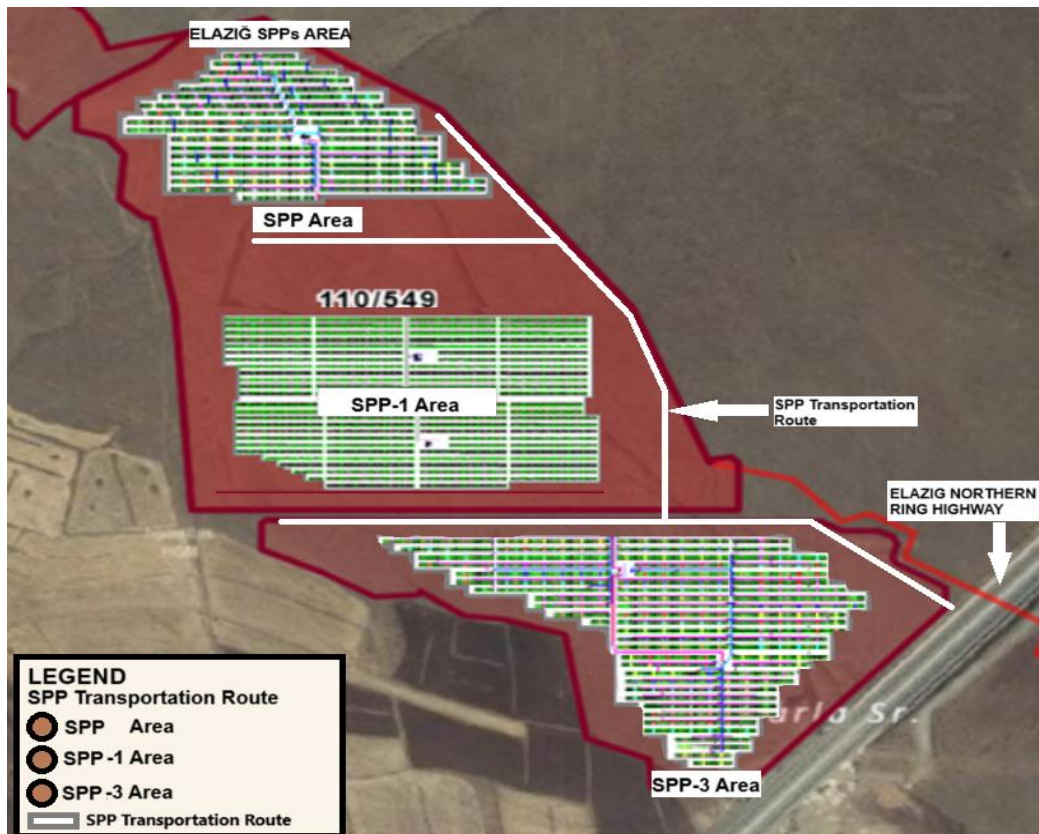 ELAZIĞ SPPs AREA
SPP Area
110/549
SPP-1 Area
SPP Transportation
Route
ELAZIG NORTHERN
RING HIGHWAY
SPP-3 Area
LEGEND
SPP Transportation Route
SPP Area
SPP-1 Area
SPP-3 Area
SPP Transportation Route